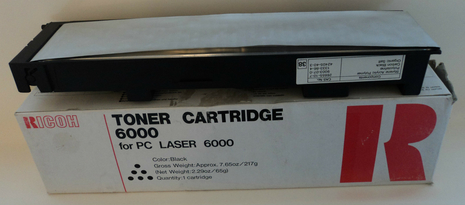 RICOH
TONER CARTRIDGE
6000
for PC LASER 6000
Color: Black
Gross Weight: Approx. 7.65oz/217g
(Net Weight: 2.29oz/65g)
Quantity: 1 cartridge
R